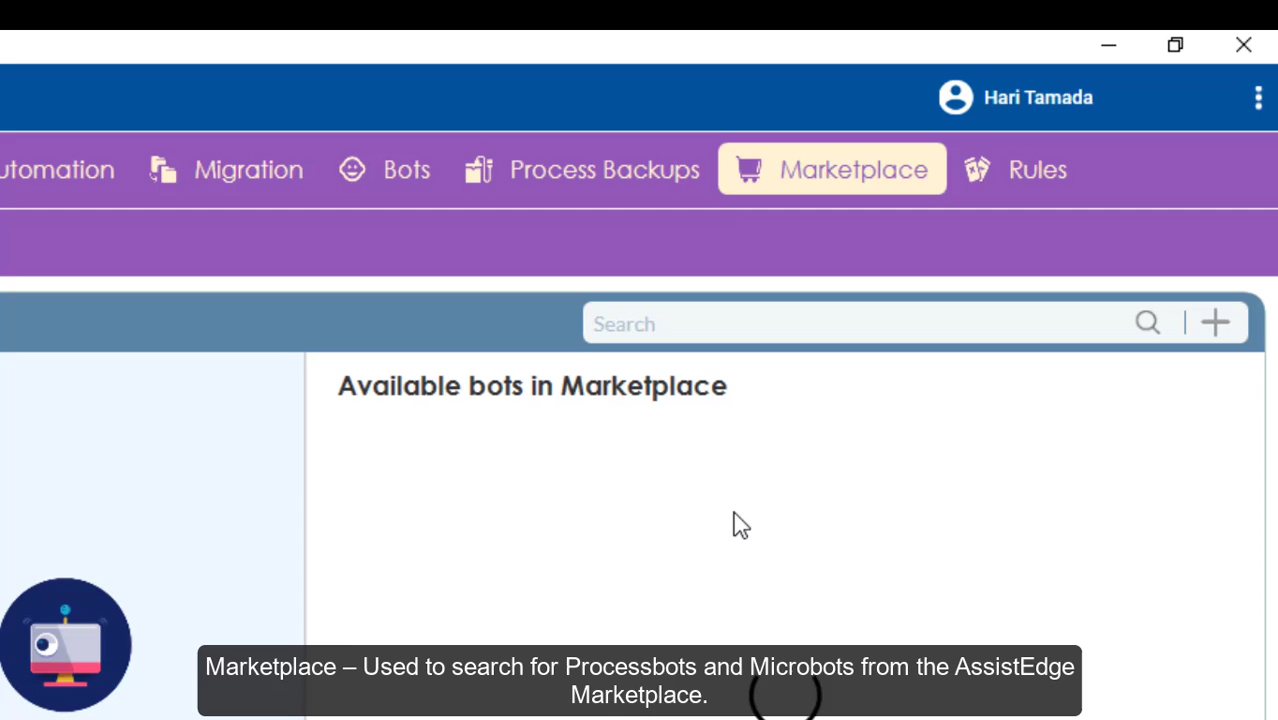 Hari Tamada
utomation Migration Bots Process Backups Marketplace Rules
Search
Available bots in Marketplace
Marketplace – Used to search for Processbots and Microbots from the AssistEdge
Marketplace.